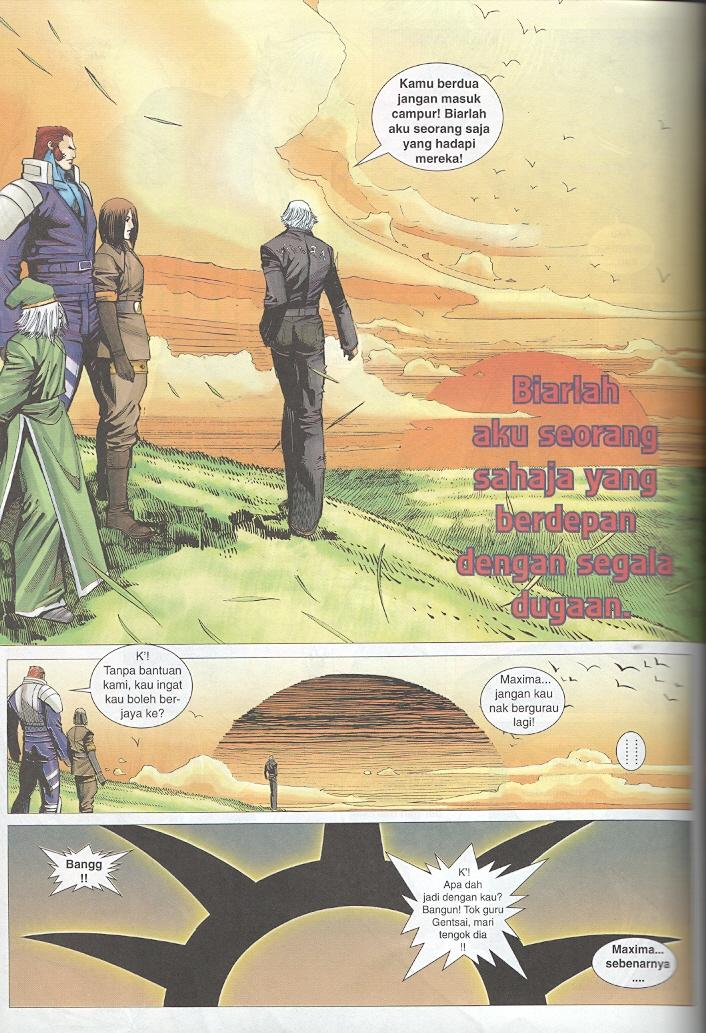 Kamu berdua
jangan masuk
campur! Biarlah
aku seorang saja
yang hadapi
mereka!
Biarlah
aku seorang
sahaja yang
berdepan
dengan segala
dugaan.
K'!
Tanpa bantuan
kami, kau ingat
kau boleh ber-
jaya ke?
Maxima...
jangan kau
nak bergurau
lagi!
Bangg
!!
K'!
Apa dah
jadi dengan kau?
Bangun! Tok guru
Gentsai, mari
tengok dia
!!
Maxima...
sebenarnya
....